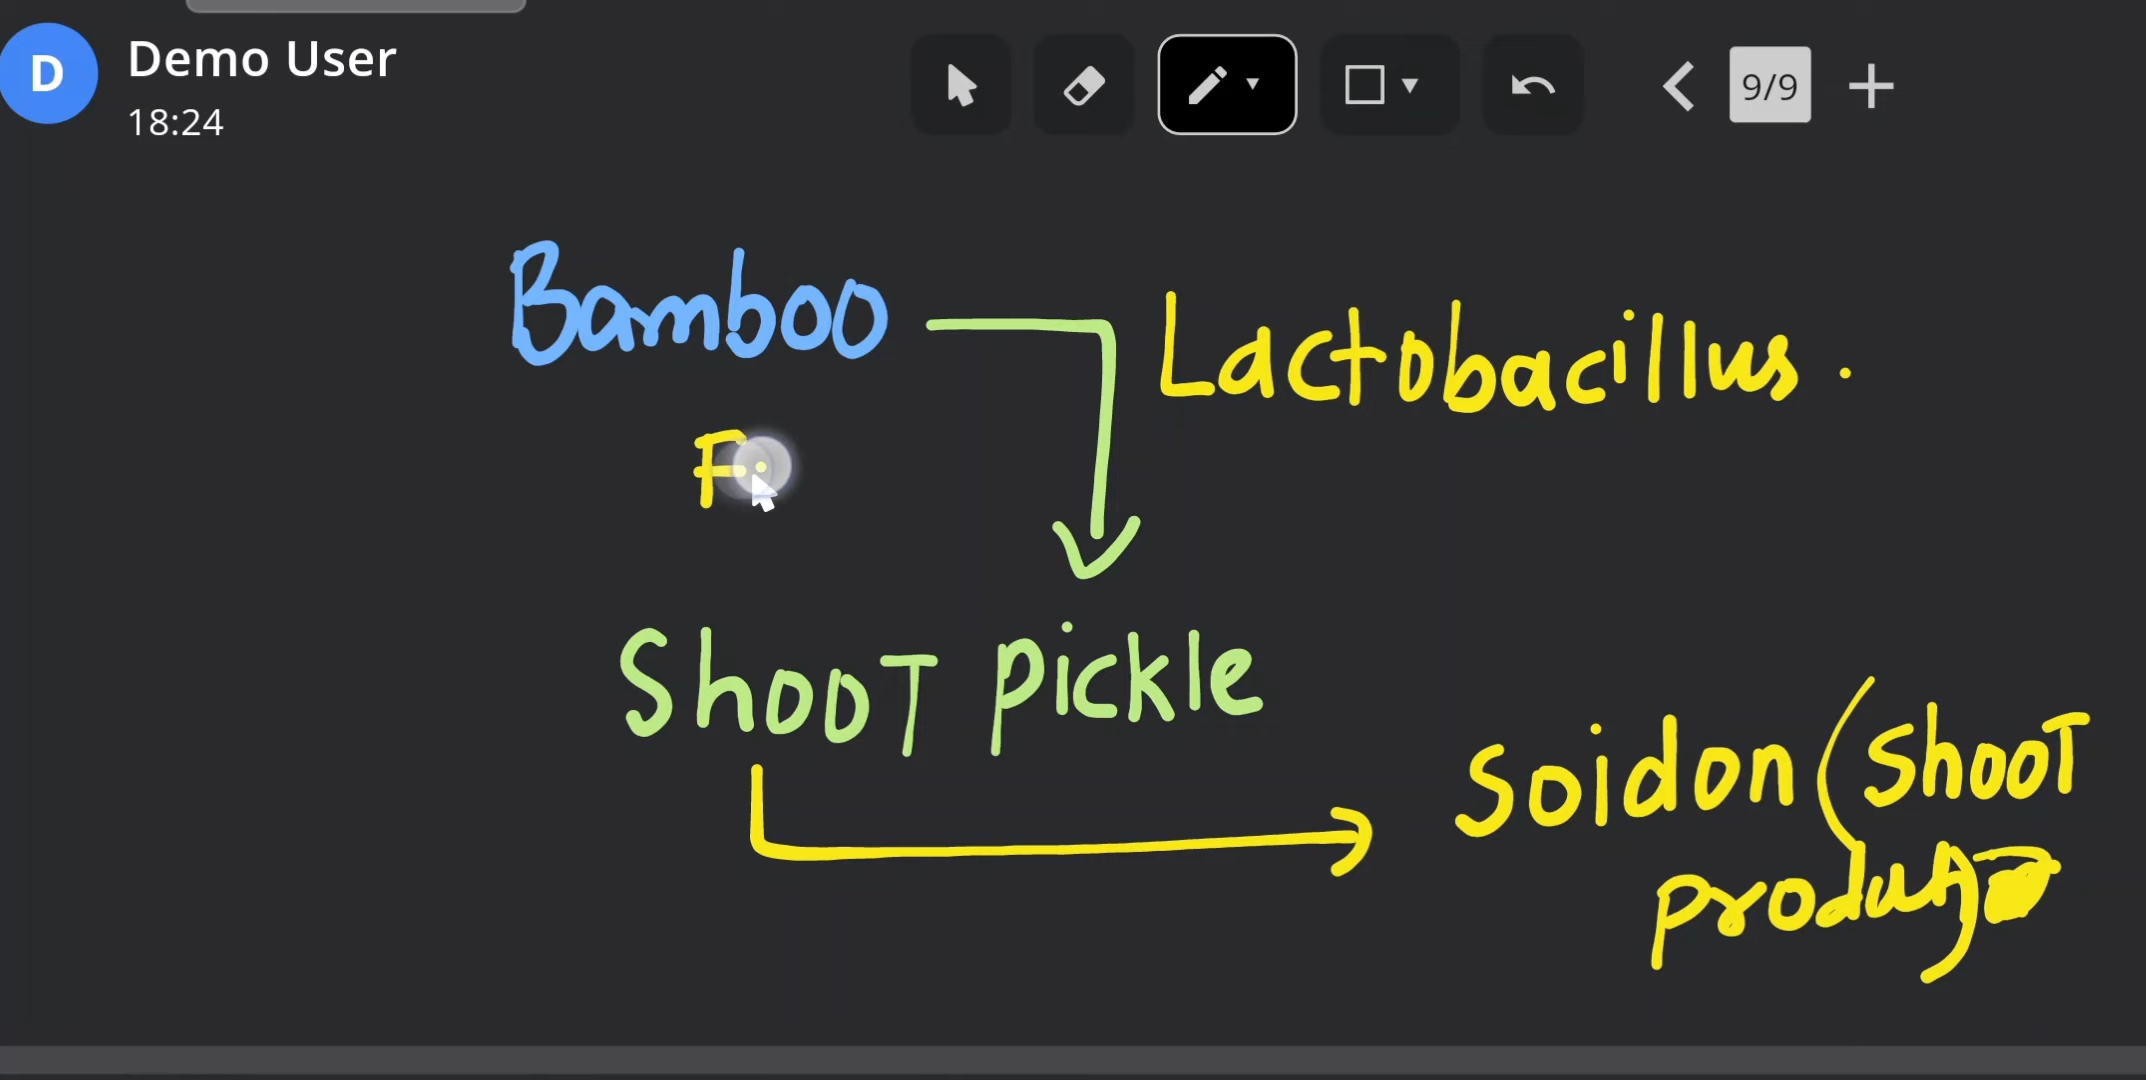 D
Demo User
18:24
9/9
Bamboo
Lactobacillus.
F
ShooT pickle
Soidon (ShooT